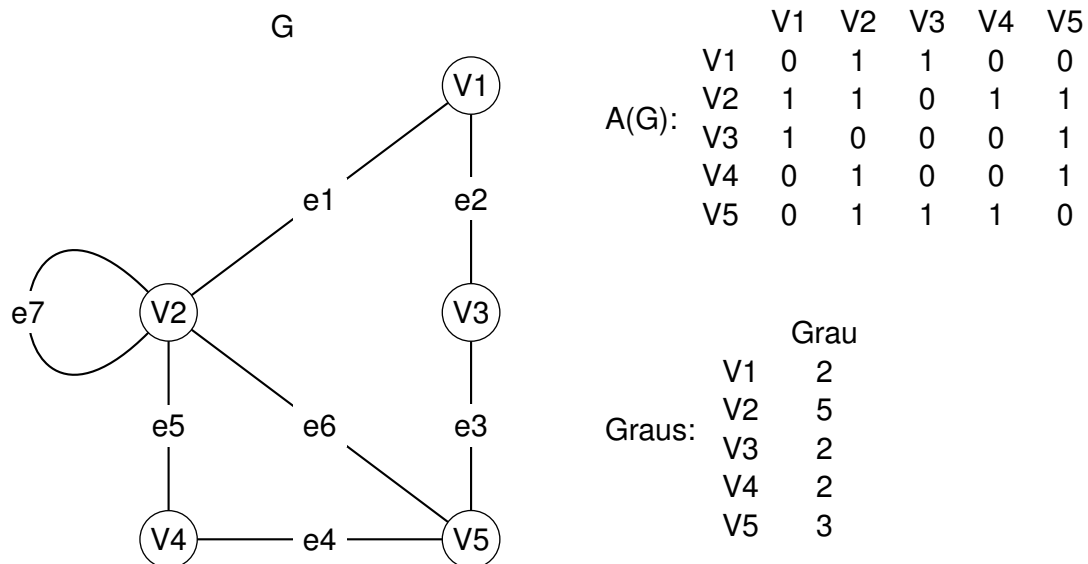 G
V1
e1
e2
e7
V2
V3
e5
e6
e3
V4
e4
V5
V1 V2 V3 V4 V5
V1 0 1 1 0 0
V2 1 1 0 1 1
A(G):
V3 1 0 0 0 1
V4 0 1 0 0 1
V5 0 1 1 1 0
Grau
V1 2
V2 5
Graus:
V3 2
V4 2
V5 3